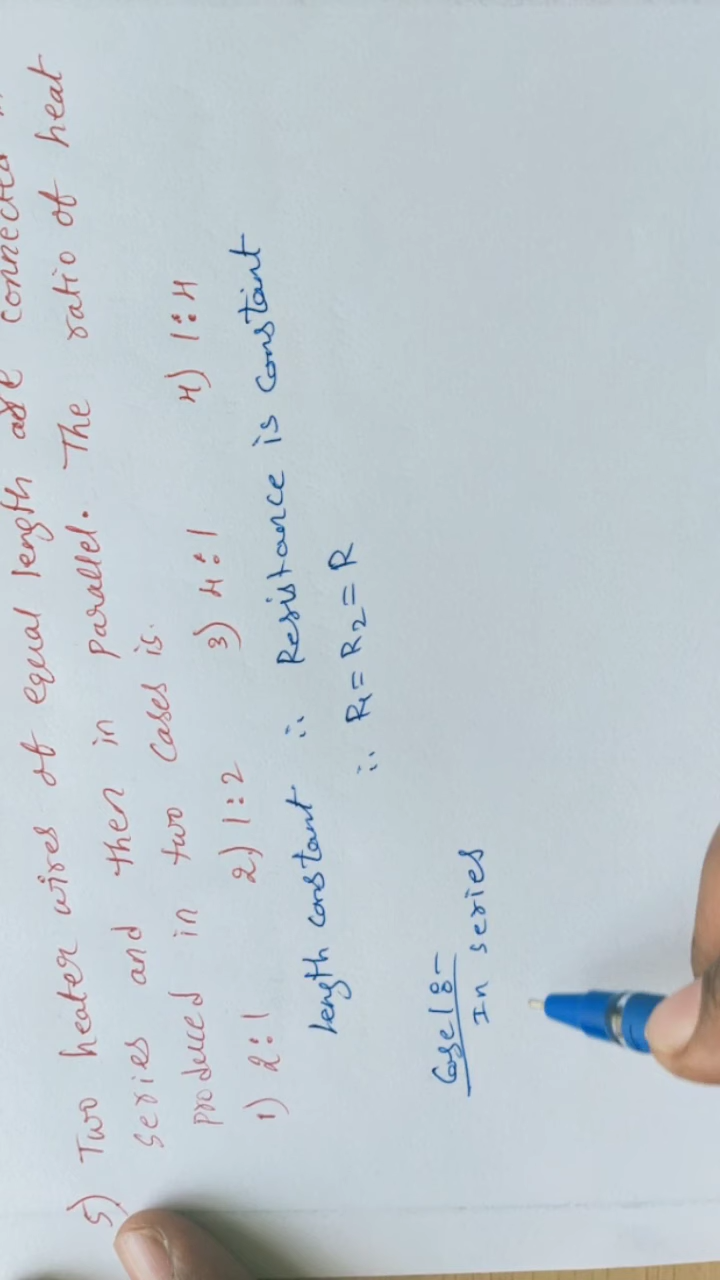 5) Two heater wires of equal length are connected
series and then in parallel. The ratio of heat
produced in two cases is.
1) 2:1 2) 1:2 3) 4:1 4) 1:4
length constant ∴ Resistance is constant
∴ R1 = R2 = R
Case 1 :-
In series